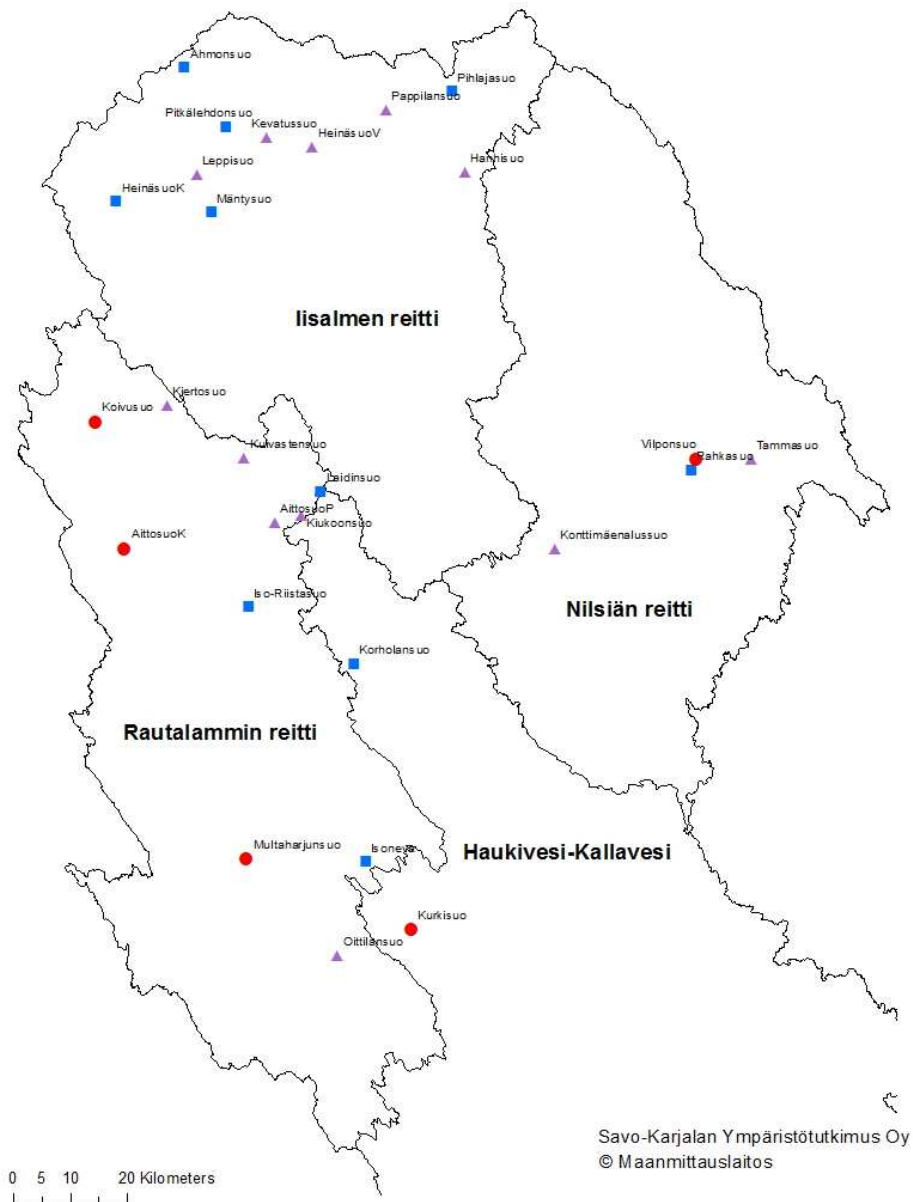 Ahmonsuo
Pihlajasuo
Pappilansuo
Pitkälehdonsuo
Kevatussuo
HeinäsuoV
Leppisuo
Hanhisuo
HeinäsuoK
Mäntysuo
Iisalmen reitti
Kiertosuo
Koivusuo
Kuivastensuo
Vilponsuo
Tammasuo
Rahkasuo
Laidinsuo
AittosuoP
Kiukoonsuo
AittosuoK
Konttimäenalussuo
Iso-Riistasuo
Nilsiän reitti
Korholansuo
Rautalammin reitti
Multaharjunsuo
Isoneva
Haukivesi-Kallavesi
Kurkisuo
Oittilansuo
Savo-Karjalan Ympäristötutkimus Oy
© Maanmittauslaitos
0 5 10 20 Kilometers